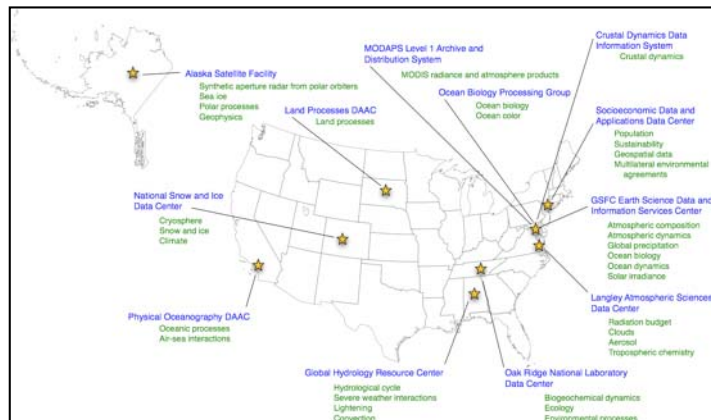 Alaska Satellite Facility
Synthetic aperture radar from polar orbiters
Sea ice
Polar processes
Geophysics
MODAPS Level 1 Archive and
Distribution System
MODIS radiance and atmosphere products
Crustal Dynamics Data
Information System
Crustal dynamics
Land Processes DAAC
Land processes
Ocean Biology Processing Group
Ocean biology
Ocean color
Socioeconomic Data and
Applications Data Center
Population
Sustainability
Geospatial data
Multilateral environmental
agreements
National Snow and Ice
Data Center
Cryosphere
Snow and ice
Climate
GSFC Earth Science Data and
Information Services Center
Atmospheric composition
Atmospheric dynamics
Global precipitation
Ocean biology
Ocean dynamics
Solar irradiance
Physical Oceanography DAAC
Oceanic processes
Air-sea interactions
Langley Atmospheric Sciences
Data Center
Radiation budget
Clouds
Aerosol
Tropospheric chemistry
Global Hydrology Resource Center
Hydrological cycle
Severe weather interactions
Lightening
Convection
Oak Ridge National Laboratory
Data Center
Biogeochemical dynamics
Ecology
Environmental processes